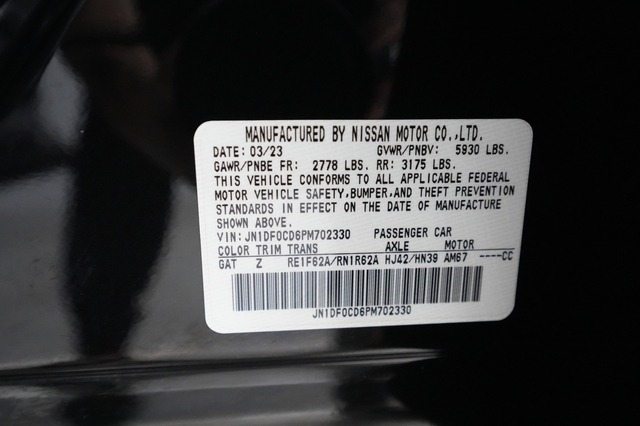 MANUFACTURED BY NISSAN MOTOR CO.,LTD.
DATE: 03/23 GVWR/PNBV: 5930 LBS.
GAWR/PNBE FR: 2778 LBS. RR: 3175 LBS.
THIS VEHICLE CONFORMS TO ALL APPLICABLE FEDERAL
MOTOR VEHICLE SAFETY,BUMPER,AND THEFT PREVENTION
STANDARDS IN EFFECT ON THE DATE OF MANUFACTURE
SHOWN ABOVE.
VIN: JN1DF0CD6PM702330 PASSENGER CAR
COLOR TRIM TRANS AXLE MOTOR
GAT Z RE1F62A/RN1R62A HJ42/HN39 AM67 ----CC
JN1DF0CD6PM702330